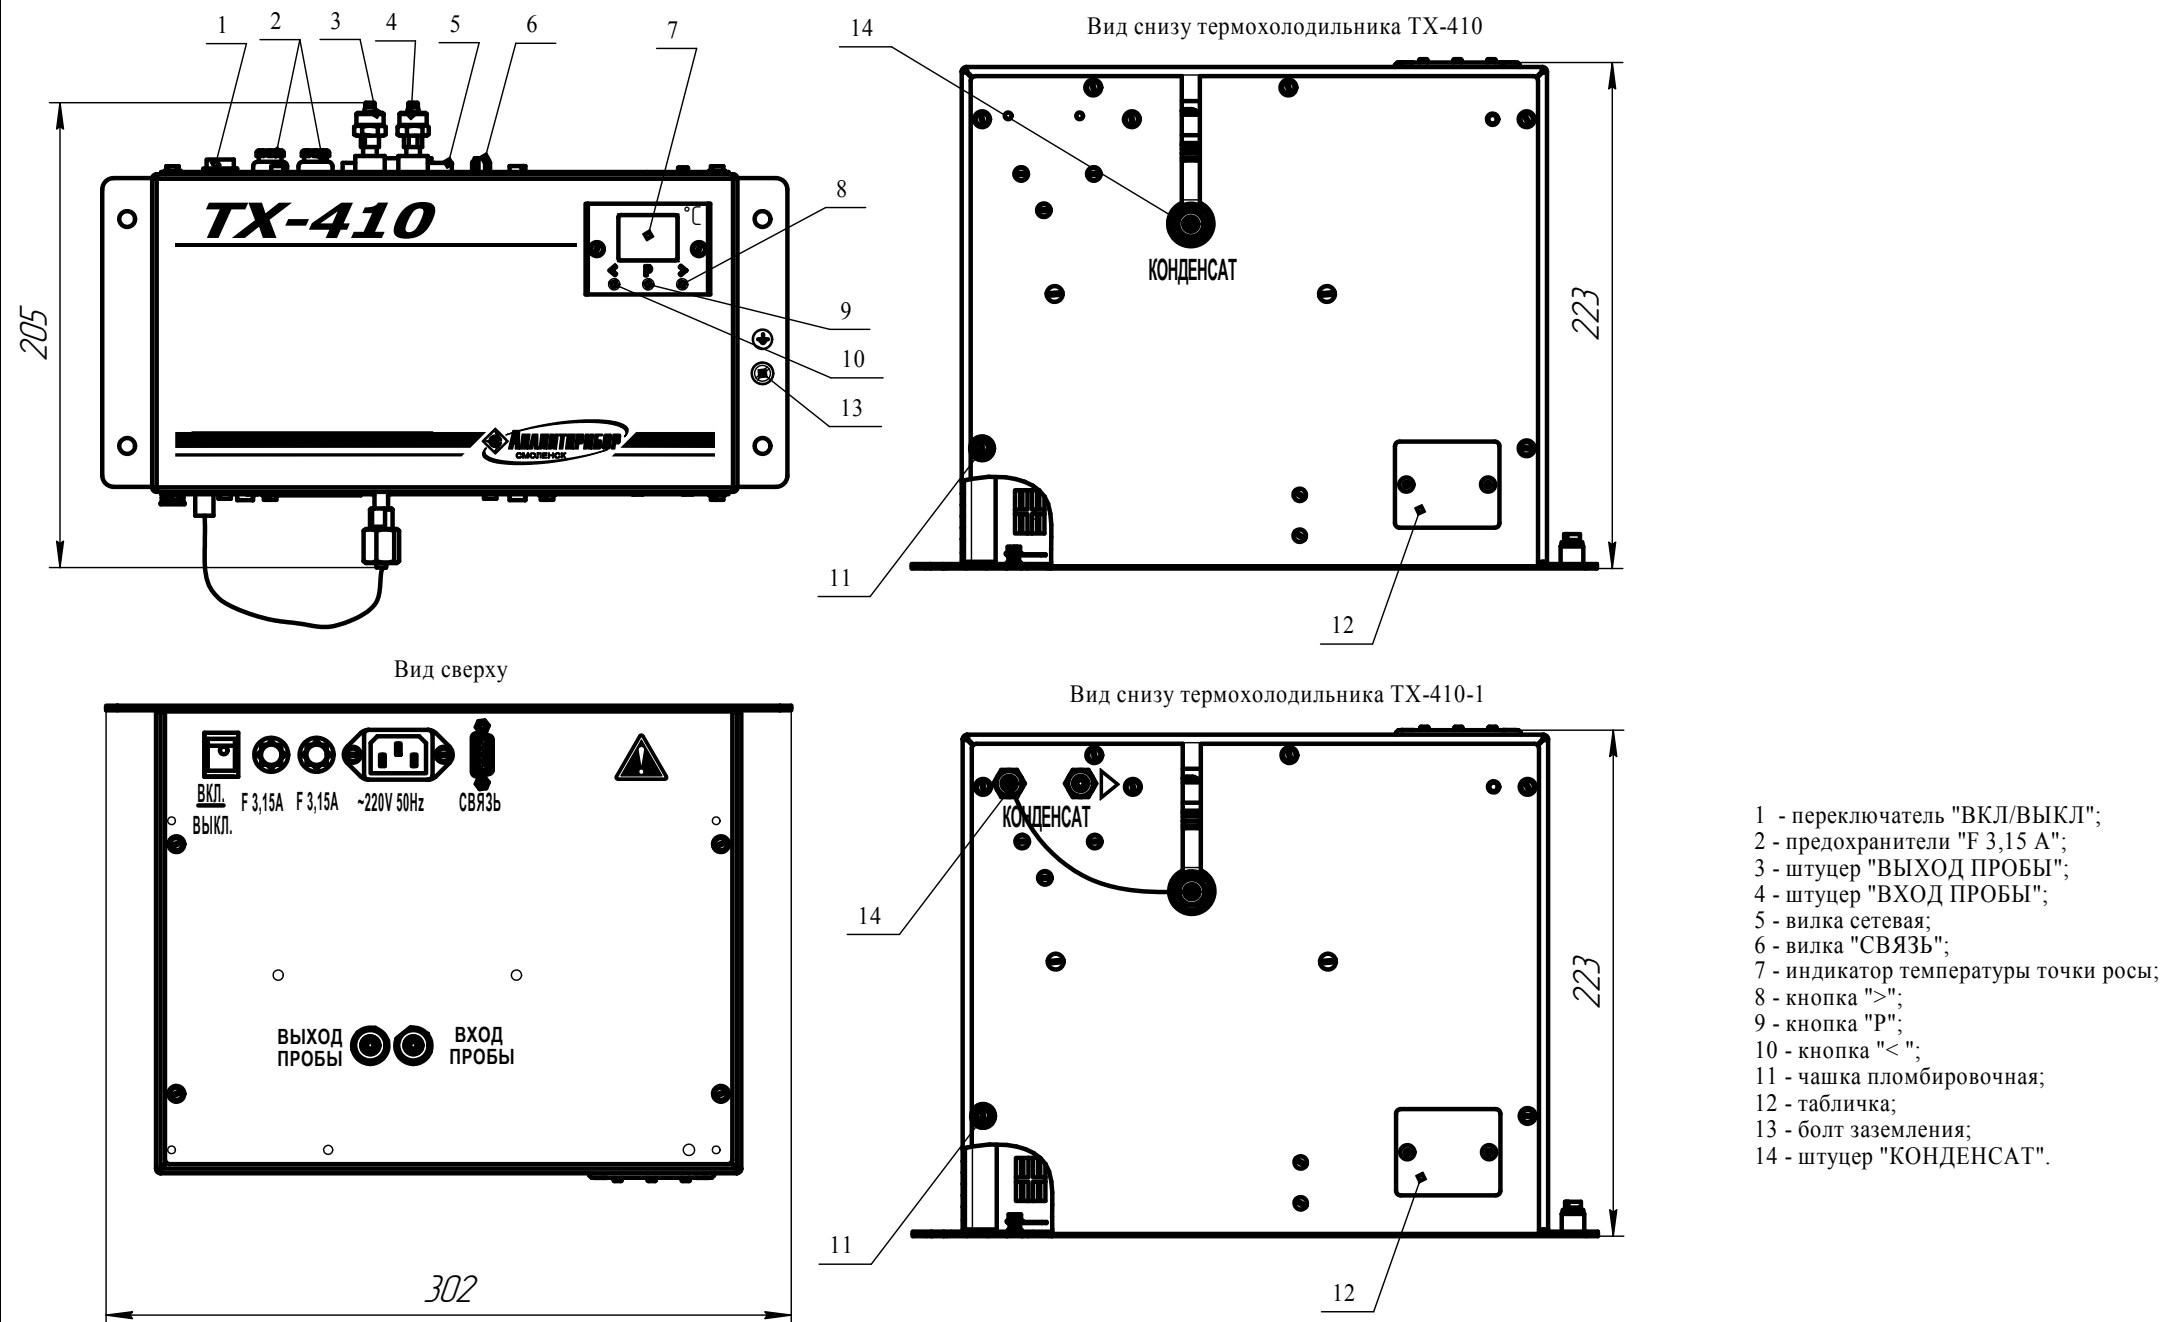 1
2
3
4
5
6
7
TX-410
°C
< P >
8
9
10
13
205
Аналитприбор
СМОЛЕНСК
Вид снизу термохолодильника ТХ-410
14
КОНДЕНСАТ
223
11
12
Вид сверху
ВКЛ.
ВЫКЛ.
F 3,15A
F 3,15A
~220V 50Hz
СВЯЗЬ
ВЫХОД
ПРОБЫ
ВХОД
ПРОБЫ
302
Вид снизу термохолодильника ТХ-410-1
КОНДЕНСАТ
14
223
11
12
1 - переключатель "ВКЛ/ВЫКЛ";
2 - предохранители "F 3,15 А";
3 - штуцер "ВЫХОД ПРОБЫ";
4 - штуцер "ВХОД ПРОБЫ";
5 - вилка сетевая;
6 - вилка "СВЯЗЬ";
7 - индикатор температуры точки росы;
8 - кнопка ">";
9 - кнопка "Р";
10 - кнопка "< ";
11 - чашка пломбировочная;
12 - табличка;
13 - болт заземления;
14 - штуцер "КОНДЕНСАТ".